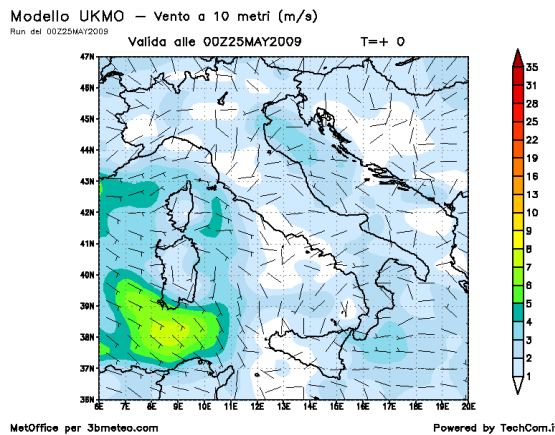 Modello UKMO – Vento a 10 metri (m/s)
Run del 00Z25MAY2009
Valida alle 00Z25MAY2009 T=+ 0
47N
46N
45N
44N
43N
42N
41N
40N
39N
38N
37N
36N
6E 7E 8E 9E 10E 11E 12E 13E 14E 15E 16E 17E 18E 19E 20E
35
31
28
25
22
19
16
13
10
9
8
7
6
5
4
3
2
1
MetOffice per 3bmeteo.com Powered by TechCom.i